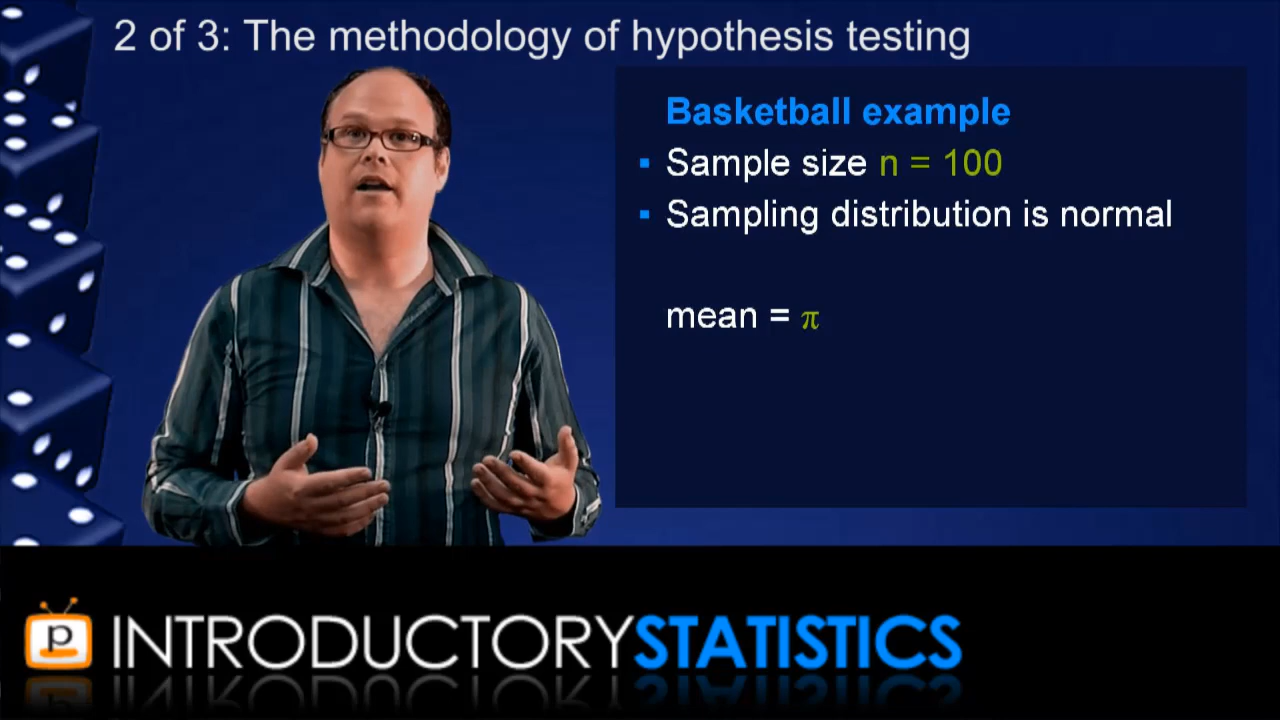 2 of 3: The methodology of hypothesis testing
Basketball example
▪ Sample size n = 100
▪ Sampling distribution is normal
mean = π
p INTRODUCTORYSTATISTICS